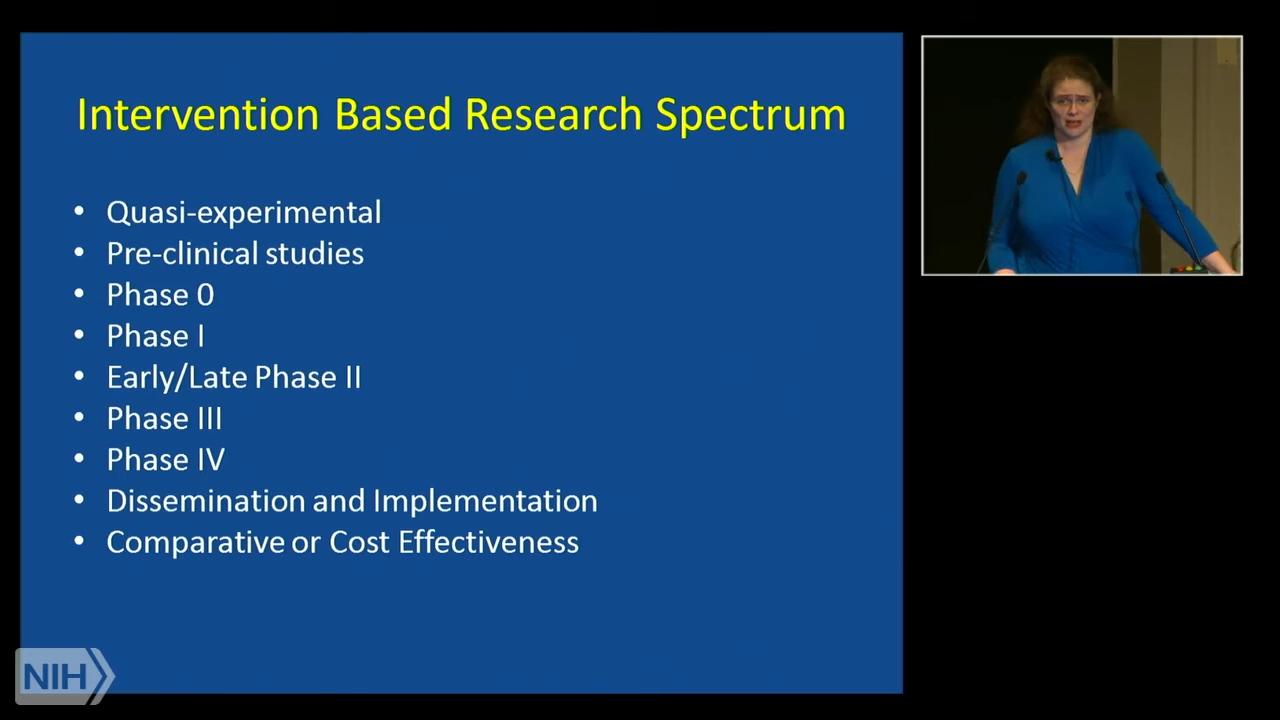 Intervention Based Research Spectrum
• Quasi-experimental
• Pre-clinical studies
• Phase 0
• Phase I
• Early/Late Phase II
• Phase III
• Phase IV
• Dissemination and Implementation
• Comparative or Cost Effectiveness
NIH